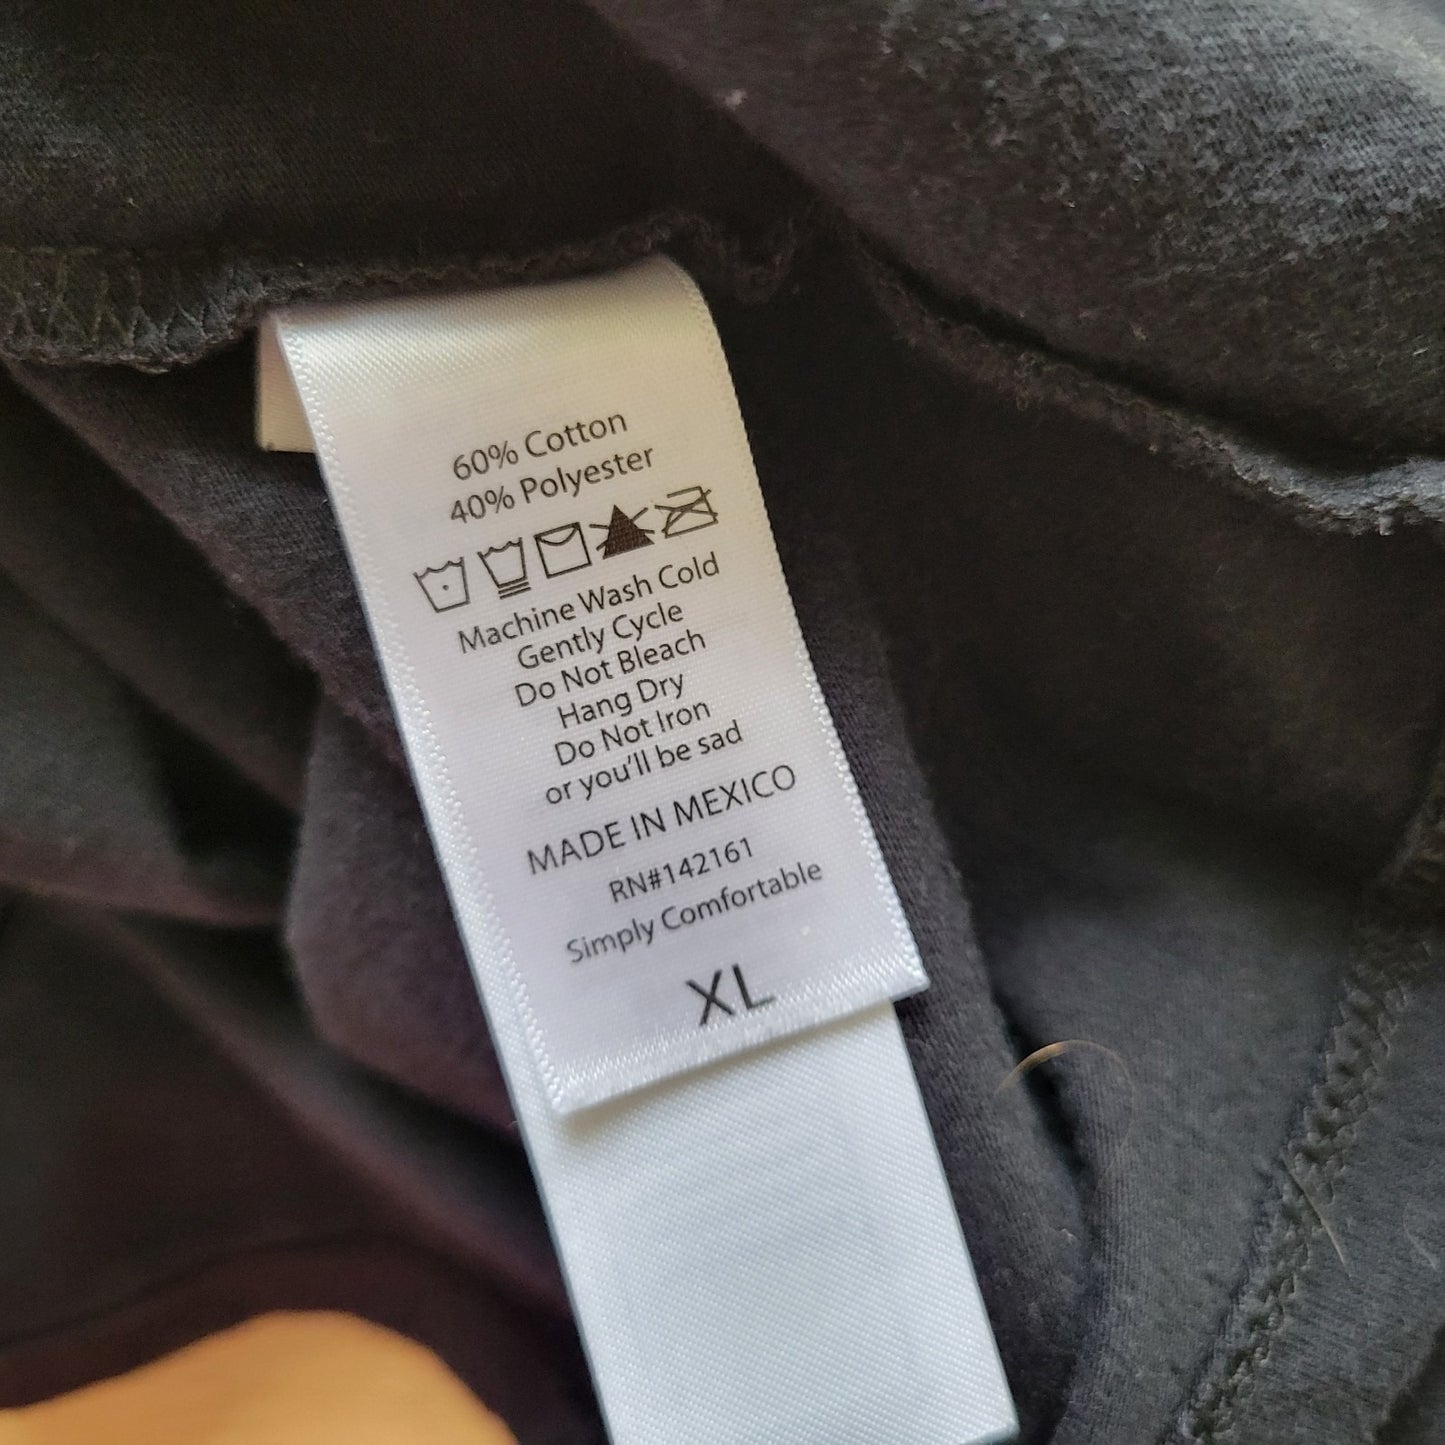 60% Cotton
40% Polyester
Machine Wash Cold
Gently Cycle
Do Not Bleach
Hang Dry
Do Not Iron
or you'll be sad
MADE IN MEXICO
RN#142161
Simply Comfortable
XL